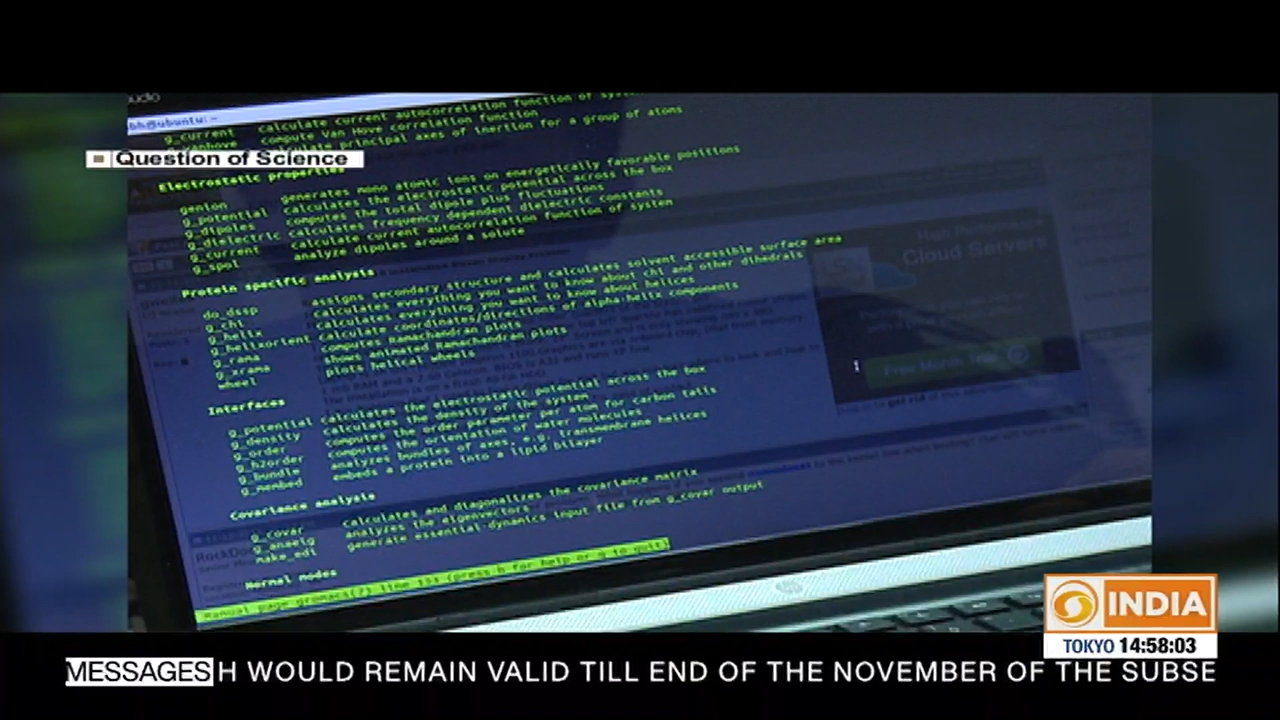 bh@ubuntu: ~
g_current calculate current autocorrelation function of
compute Van Hove correlation function
principal axes of inertion for a group of atoms
Question of Science
Electrostatic properties
genion generates mono atomic ions on energetically favorable positions
g_potential calculates the electrostatic potential across the box
g_dipoles computes the total dipole plus fluctuations
g_dielectric calculates frequency dependent dielectric constants
g_current calculate current autocorrelation function of system
g_spol analyze dipoles around a solute
Protein specific analysis
do_dssp assigns secondary structure and calculates solvent accessible surface area
g_chi calculates everything you want to know about chi and other dihedrals
g_helix calculates everything you want to know about helices
g_helixorient calculate coordinates/directions of alpha-helix components
g_rama computes Ramachandran plots
g_xrama shows animated Ramachandran plots
wheel plots helical wheels
Interfaces
g_potential calculates the electrostatic potential across the box
g_density calculates the density of the system
g_order computes the order parameter per atom for carbon tails
g_h2order computes the orientation of water molecules
g_bundle analyzes bundles of axes, e.g. transmembrane helices
g_membed embeds a protein into a lipid bilayer
Covariance analysis
g_covar calculates and diagonalizes the covariance matrix
g_anaeig analyzes the eigenvectors
make_edi generate essential-dynamics input file from g_covar output
Normal modes
Manual page gromacs(7) line 193 (press h for help or q to quit)
Cloud Servers
INDIA
TOKYO 14:58:03
MESSAGES H WOULD REMAIN VALID TILL END OF THE NOVEMBER OF THE SUBSE